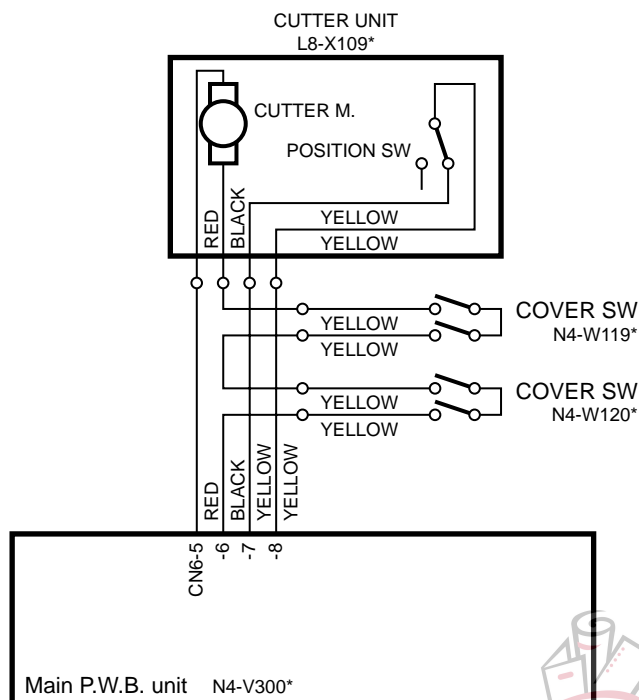 CUTTER UNIT
L8-X109*
CUTTER M.
POSITION SW
RED
BLACK
YELLOW
YELLOW
COVER SW
N4-W119*
YELLOW
YELLOW
COVER SW
N4-W120*
YELLOW
YELLOW
RED
BLACK
YELLOW
YELLOW
CN6-5
-6
-7
-8
Main P.W.B. unit N4-V300*